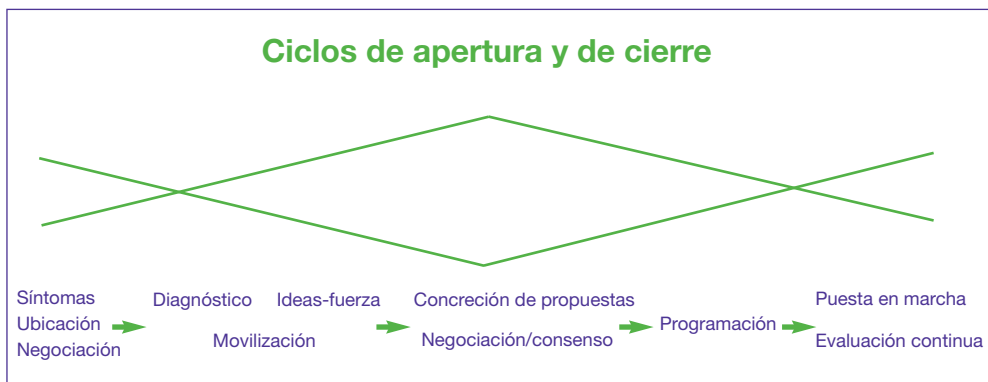 Ciclos de apertura y de cierre
Síntomas
Ubicación
Negociación
Diagnóstico
Ideas-fuerza
Movilización
Concreción de propuestas
Negociación/consenso
Programación
Puesta en marcha
Evaluación continua